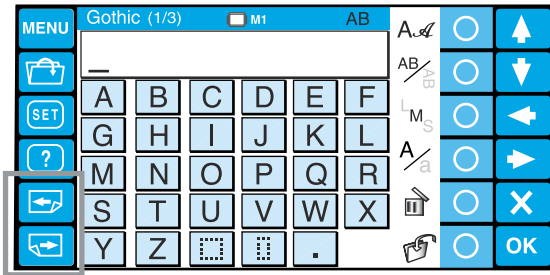 MENU
Gothic (1/3) M1 AB
A A
AB AB
SET
L M S
?
A a
A B C D E F
G H I J K L
M N O P Q R
S T U V W X
Y Z .
OK